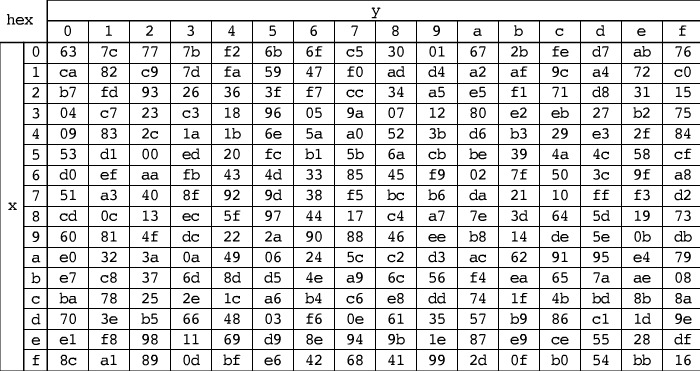 hex y
0 1 2 3 4 5 6 7 8 9 a b c d e f
0 63 7c 77 7b f2 6b 6f c5 30 01 67 2b fe d7 ab 76
1 ca 82 c9 7d fa 59 47 f0 ad d4 a2 af 9c a4 72 c0
2 b7 fd 93 26 36 3f f7 cc 34 a5 e5 f1 71 d8 31 15
3 04 c7 23 c3 18 96 05 9a 07 12 80 e2 eb 27 b2 75
4 09 83 2c 1a 1b 6e 5a a0 52 3b d6 b3 29 e3 2f 84
5 53 d1 00 ed 20 fc b1 5b 6a cb be 39 4a 4c 58 cf
6 d0 ef aa fb 43 4d 33 85 45 f9 02 7f 50 3c 9f a8
x 7 51 a3 40 8f 92 9d 38 f5 bc b6 da 21 10 ff f3 d2
8 cd 0c 13 ec 5f 97 44 17 c4 a7 7e 3d 64 5d 19 73
9 60 81 4f dc 22 2a 90 88 46 ee b8 14 de 5e 0b db
a e0 32 3a 0a 49 06 24 5c c2 d3 ac 62 91 95 e4 79
b e7 c8 37 6d 8d d5 4e a9 6c 56 f4 ea 65 7a ae 08
c ba 78 25 2e 1c a6 b4 c6 e8 dd 74 1f 4b bd 8b 8a
d 70 3e b5 66 48 03 f6 0e 61 35 57 b9 86 c1 1d 9e
e e1 f8 98 11 69 d9 8e 94 9b 1e 87 e9 ce 55 28 df
f 8c a1 89 0d bf e6 42 68 41 99 2d 0f b0 54 bb 16